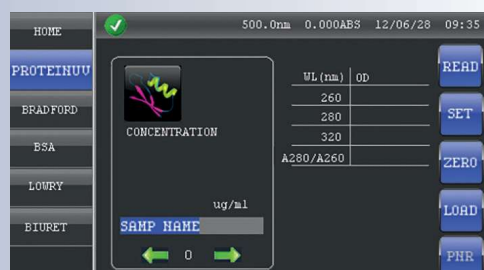 HOME
PROTEINUV
BRADFORD
BSA
LOWRY
BIURET
500.0nm 0.000ABS 12/06/28 09:35
CONCENTRATION
ug/ml
SAMP NAME
0
WL(nm) OD
260
280
320
A280/A260
READ
SET
ZERO
LOAD
PNR